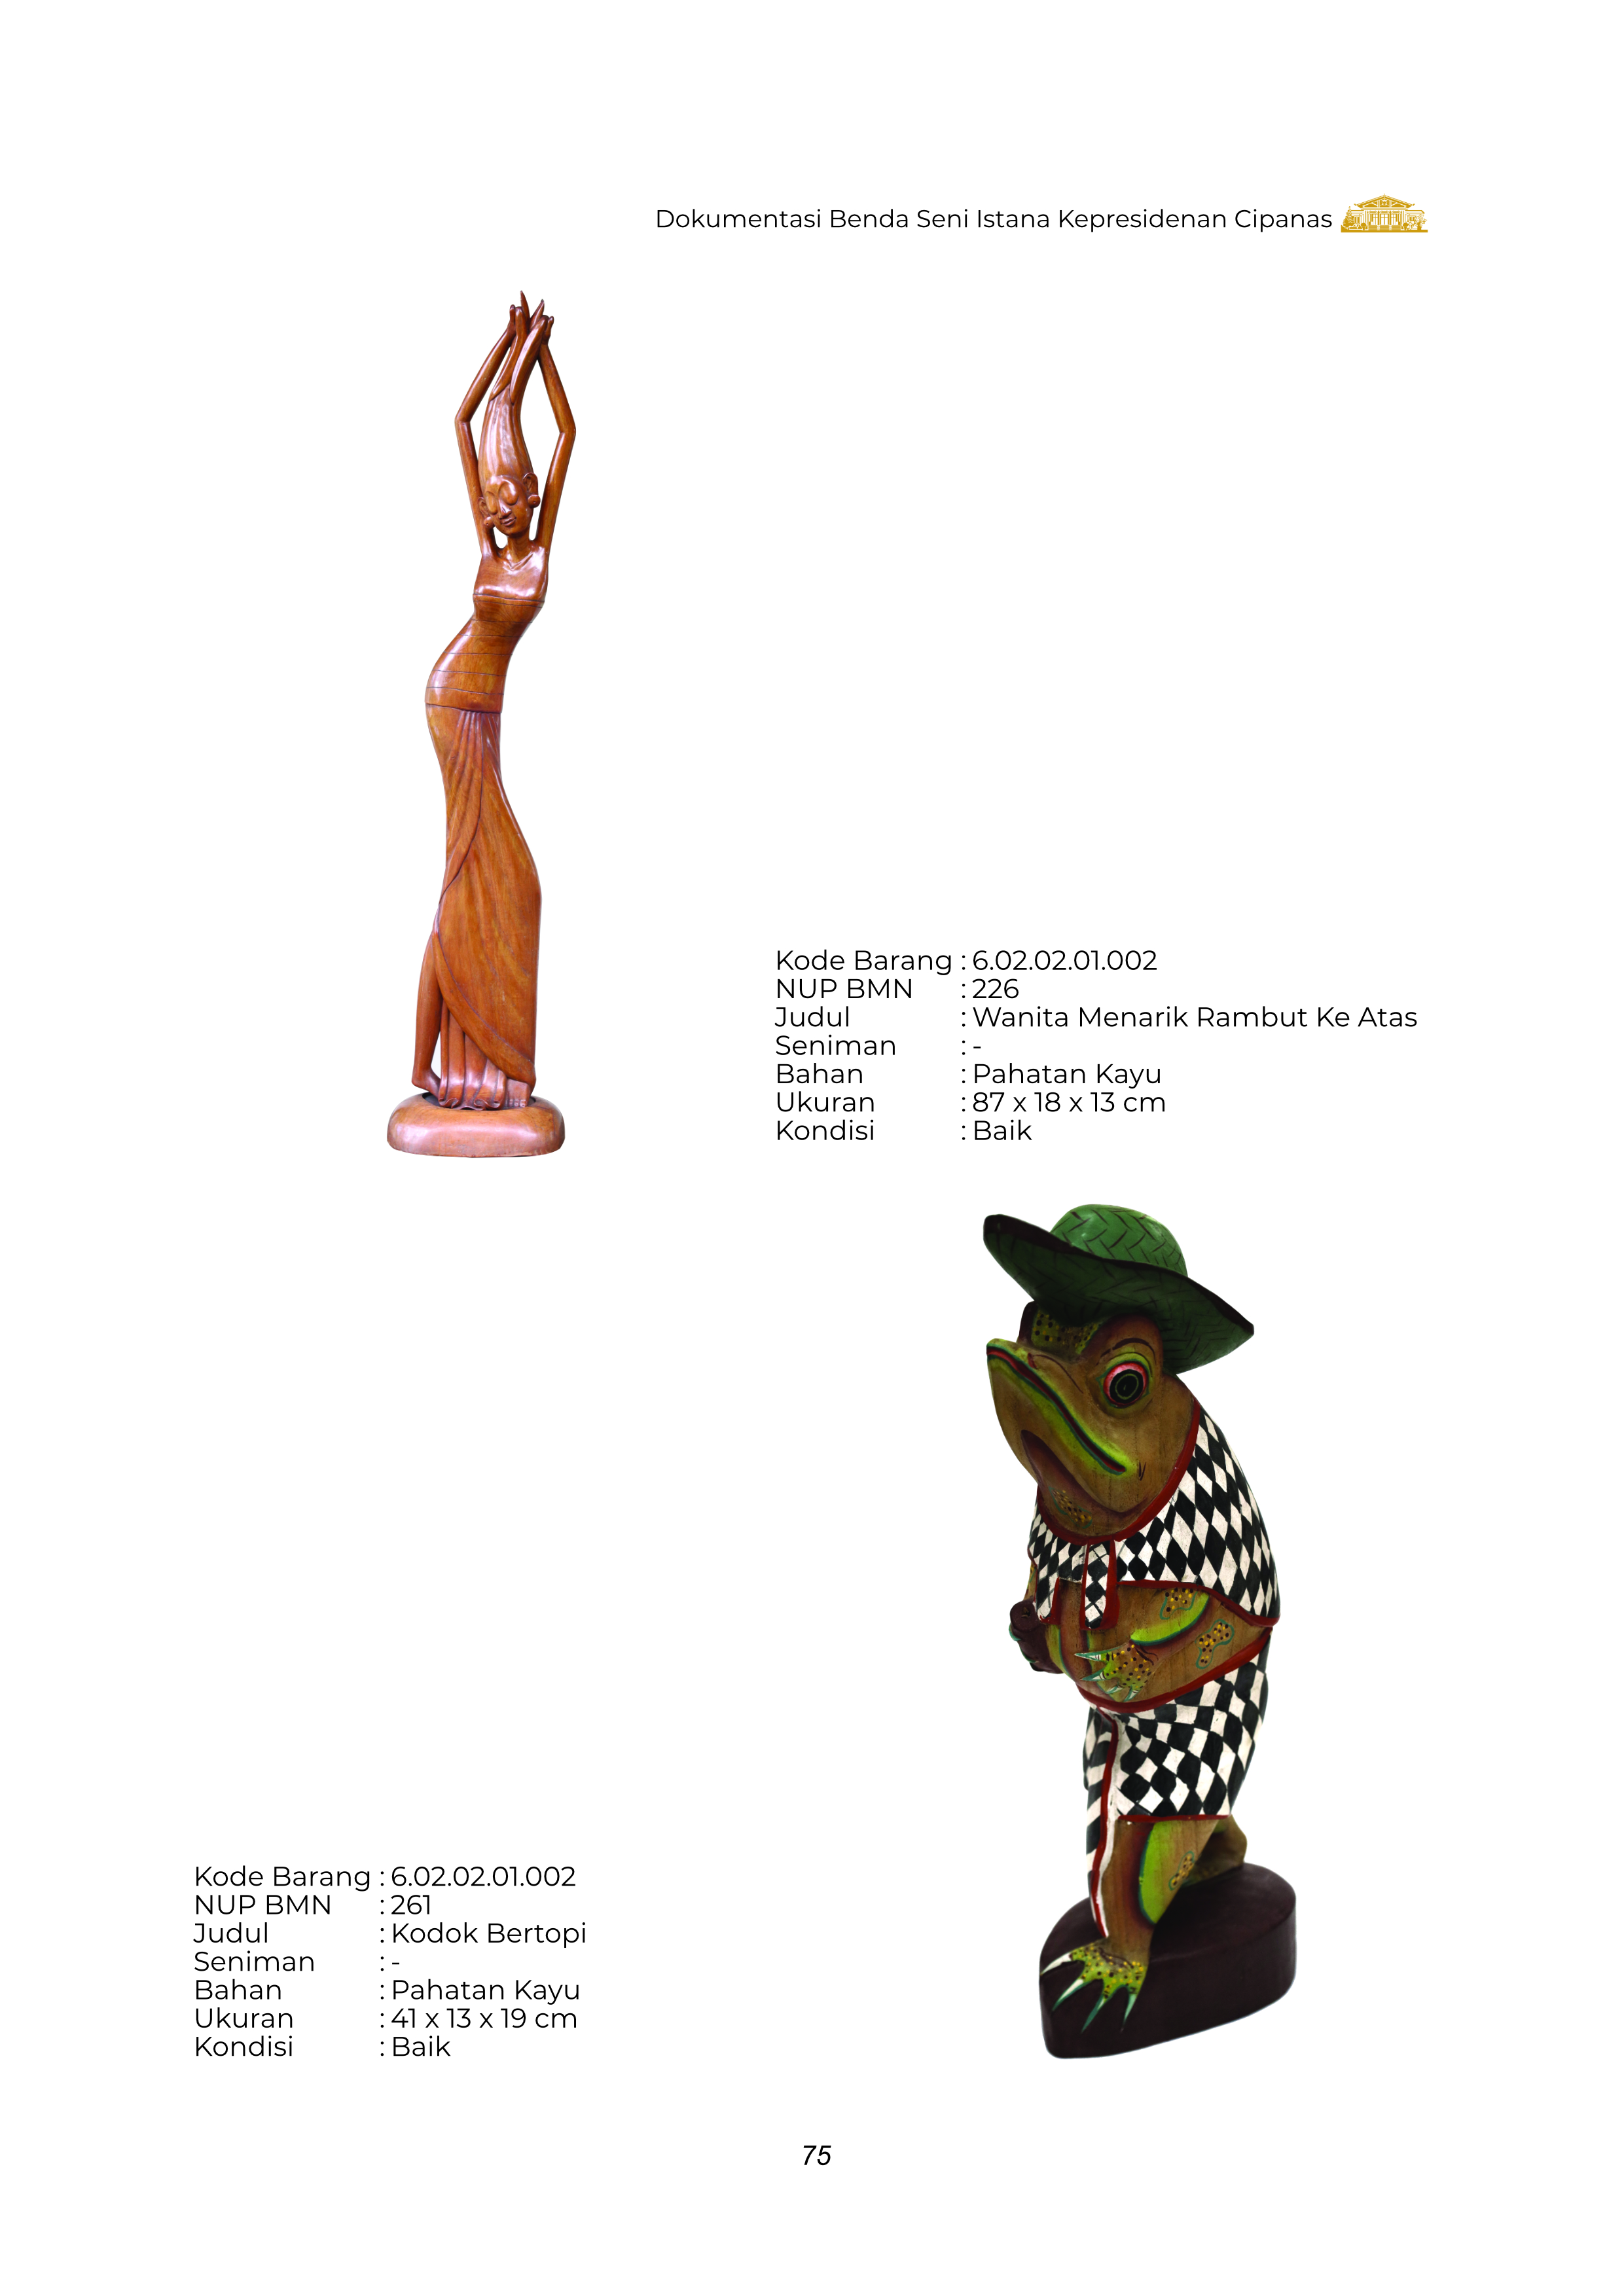 Dokumentasi Benda Seni Istana Kepresidenan Cipanas
Kode Barang : 6.02.02.01.002
NUP BMN : 226
Judul : Wanita Menarik Rambut Ke Atas
Seniman : -
Bahan : Pahatan Kayu
Ukuran : 87 x 18 x 13 cm
Kondisi : Baik
Kode Barang : 6.02.02.01.002
NUP BMN : 261
Judul : Kodok Bertopi
Seniman : -
Bahan : Pahatan Kayu
Ukuran : 41 x 13 x 19 cm
Kondisi : Baik
75